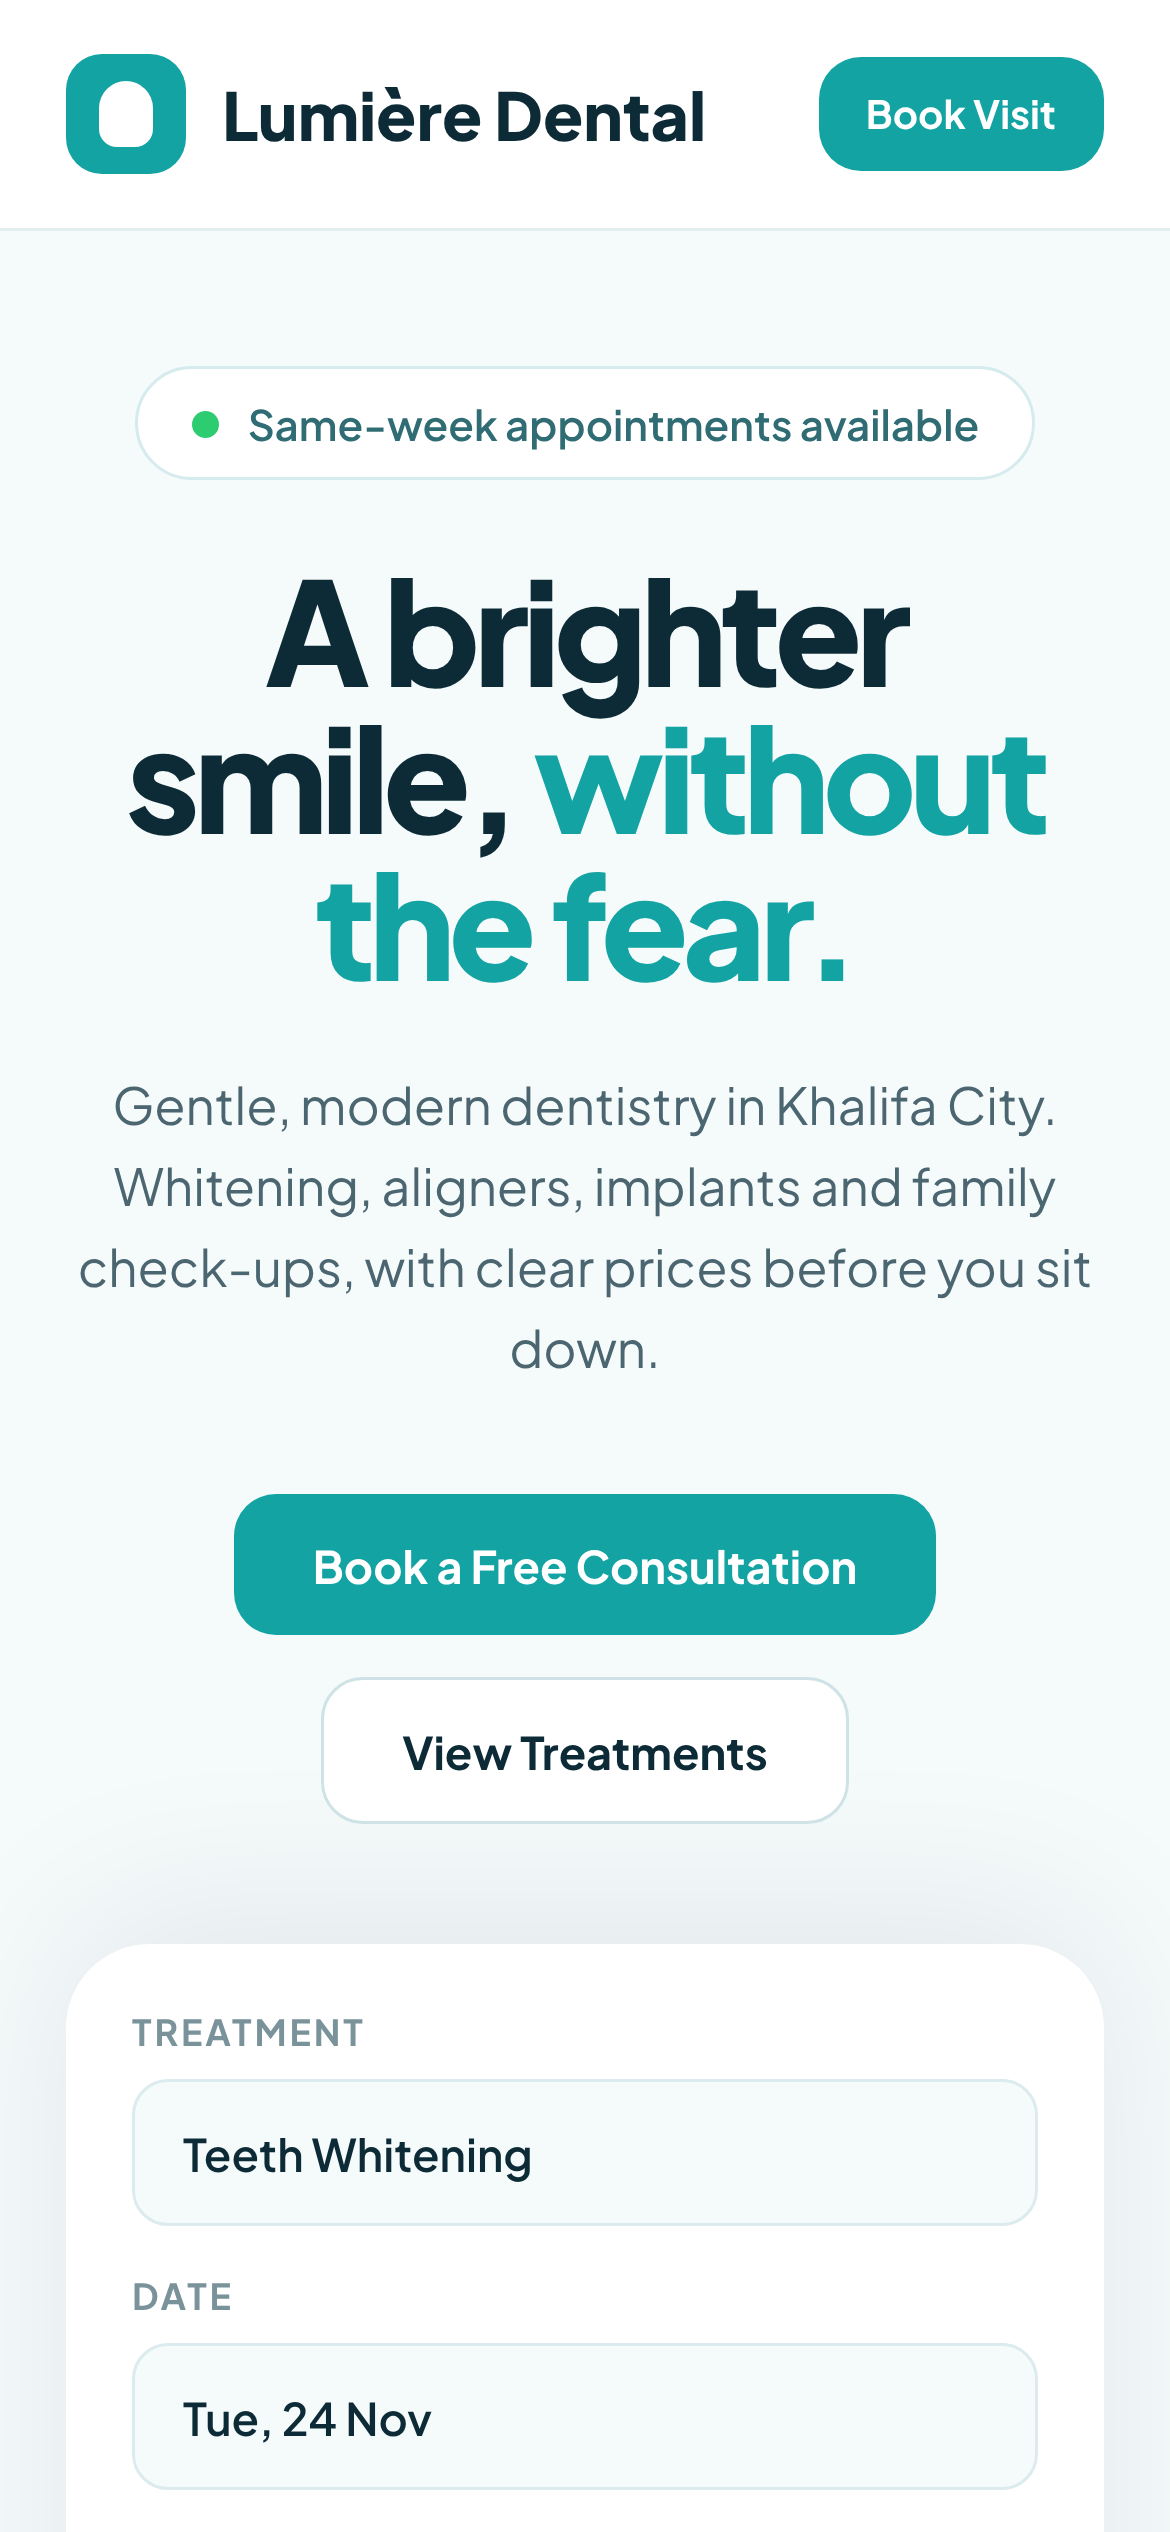 Lumière Dental
Book Visit
Same-week appointments available
A brighter
smile, without
the fear.
Gentle, modern dentistry in Khalifa City.
Whitening, aligners, implants and family
check-ups, with clear prices before you sit
down.
Book a Free Consultation
View Treatments
TREATMENT
Teeth Whitening
DATE
Tue, 24 Nov